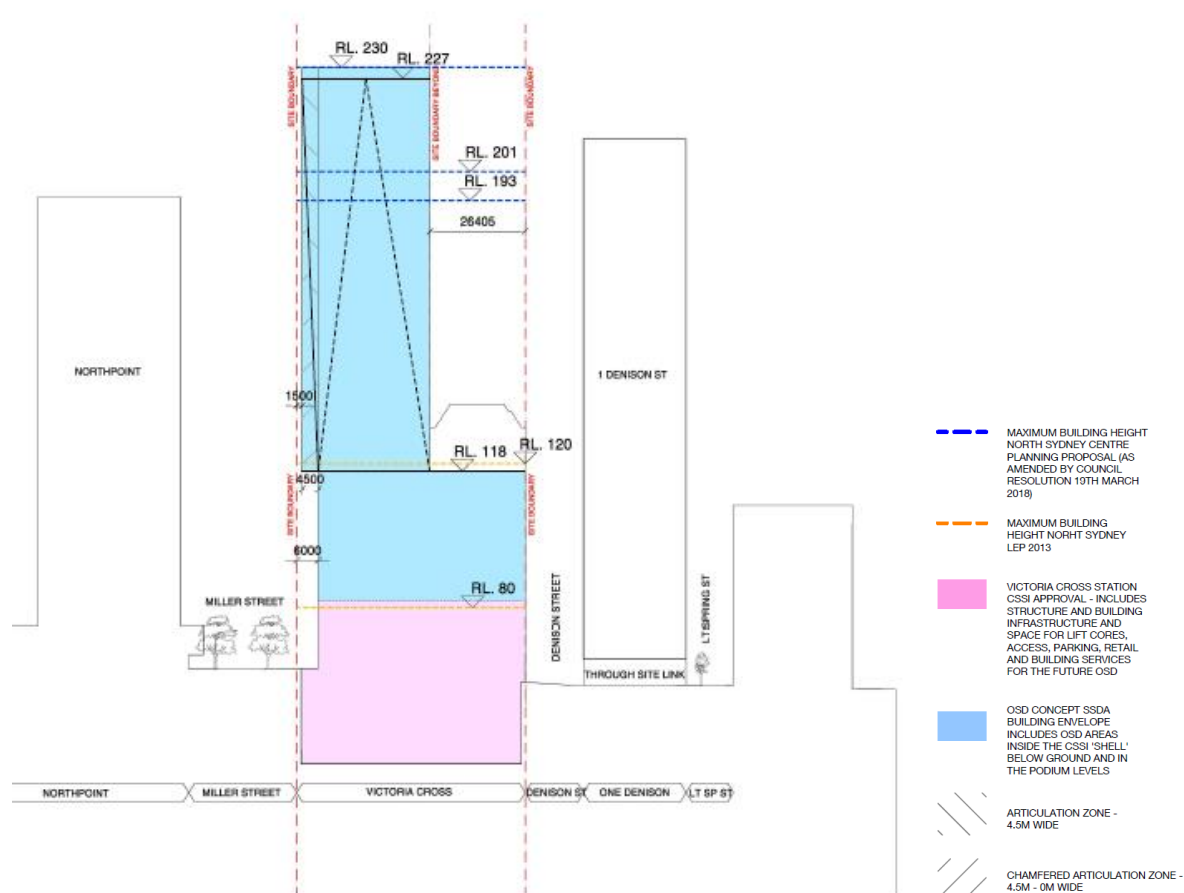 RL. 230
RL. 227
SITE BOUNDARY
SITE BOUNDARY BEYOND
SITE BOUNDARY
RL. 201
RL. 193
26405
NORTHPOINT
1 DENISON ST
1500
RL. 118
RL. 120
4500
SITE BOUNDARY
SITE BOUNDARY
6000
RL. 80
MILLER STREET
DENISON STREET
LT SPRING ST
THROUGH SITE LINK
NORTHPOINT
MILLER STREET
VICTORIA CROSS
DENISON ST
ONE DENISON
LT SP ST
MAXIMUM BUILDING HEIGHT
NORTH SYDNEY CENTRE
PLANNING PROPOSAL (AS
AMENDED BY COUNCIL
RESOLUTION 19TH MARCH
2018)
MAXIMUM BUILDING
HEIGHT NORHT SYDNEY
LEP 2013
VICTORIA CROSS STATION
CSSI APPROVAL - INCLUDES
STRUCTURE AND BUILDING
INFRASTRUCTURE AND
SPACE FOR LIFT CORES,
ACCESS, PARKING, RETAIL
AND BUILDING SERVICES
FOR THE FUTURE OSD
OSD CONCEPT SSDA
BUILDING ENVELOPE
INCLUDES OSD AREAS
INSIDE THE CSSI 'SHELL'
BELOW GROUND AND IN
THE PODIUM LEVELS
ARTICULATION ZONE -
4.5M WIDE
CHAMFERED ARTICULATION ZONE -
4.5M - 0M WIDE